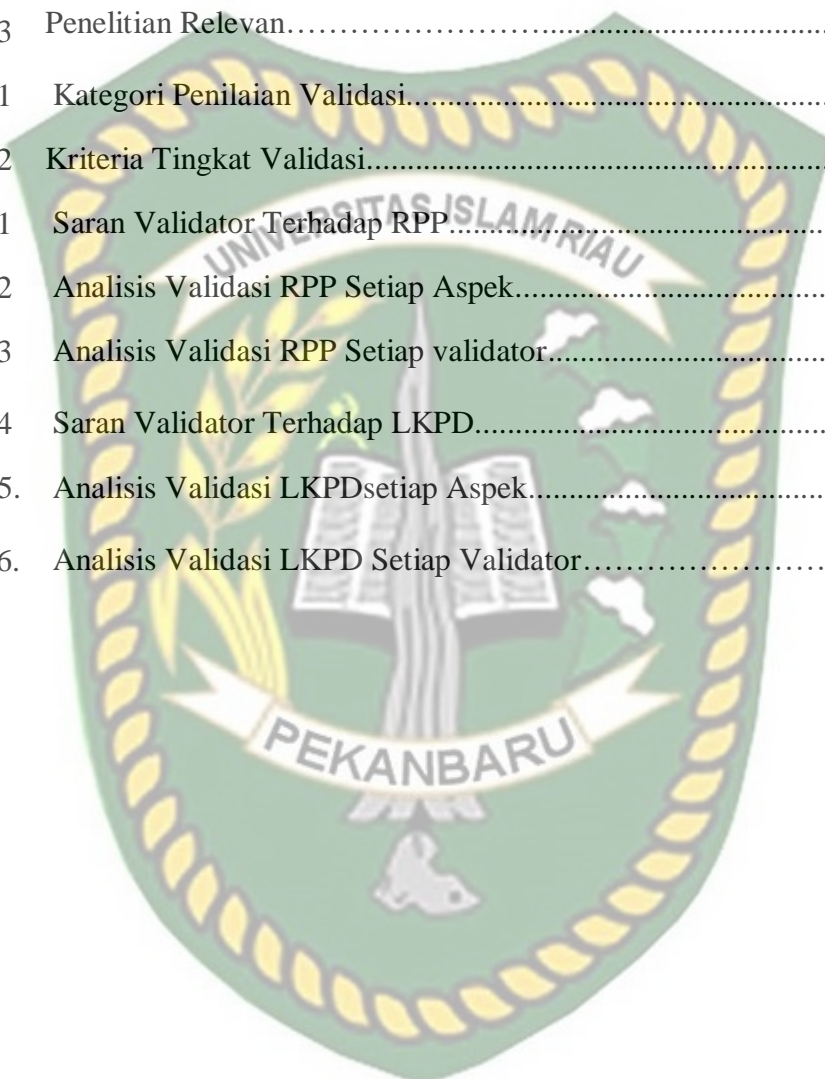 3 Penelitian Relevan……………………...............................
1 Kategori Penilaian Validasi...............................................
2 Kriteria Tingkat Validasi....................................................
1 Saran Validator Terhadap RPP..........................................
UNIVERSITAS ISLAM RIAU
2 Analisis Validasi RPP Setiap Aspek..................................
3 Analisis Validasi RPP Setiap validator..............................
4 Saran Validator Terhadap LKPD.......................................
5. Analisis Validasi LKPDsetiap Aspek................................
6. Analisis Validasi LKPD Setiap Validator…………………
PEKANBARU